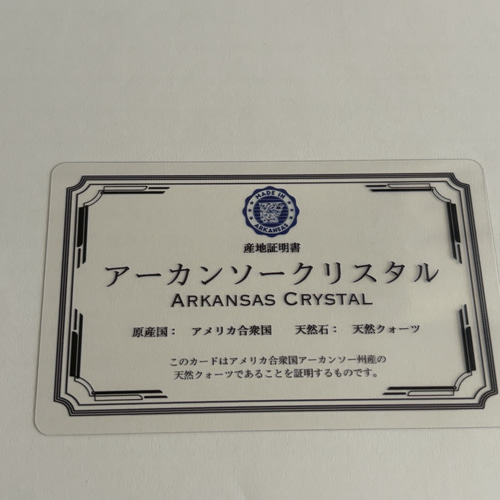 MADE IN
ARKANSAS
産地証明書
アーカンソークリスタル
ARKANSAS CRYSTAL
原産国： アメリカ合衆国 天然石： 天然クォーツ
このカードはアメリカ合衆国アーカンソー州産の
天然クォーツであることを証明するものです。